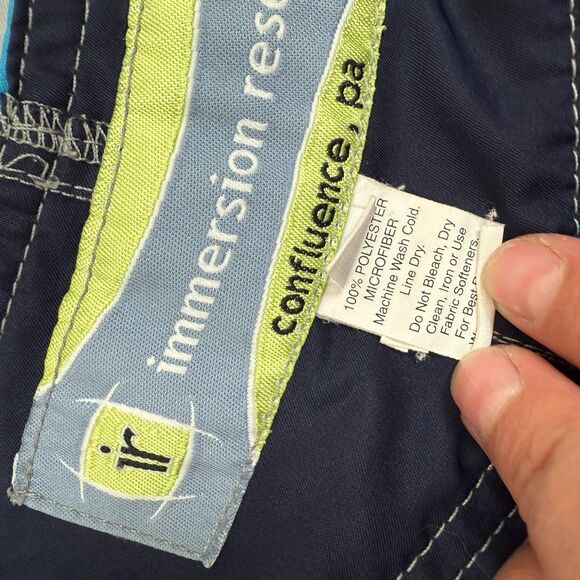 immersion rese
confluence, pa
ir
100% POLYESTER
MICROFIBER
Machine Wash Cold.
Line Dry.
Do Not Bleach, Dry
Clean, Iron or Use
Fabric Softeners.
For Best